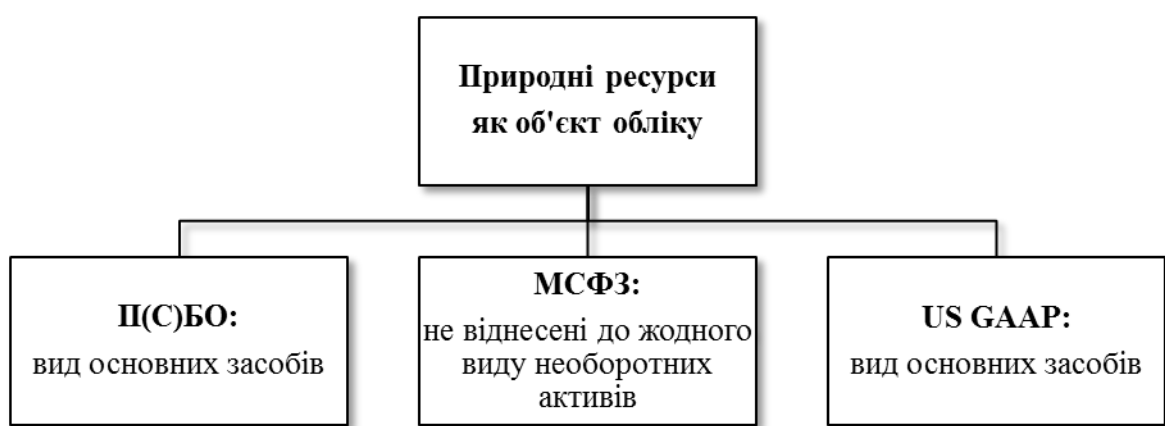 Природні ресурси
як об'єкт обліку
П(С)БО:
вид основних засобів
МСФЗ:
не віднесені до жодного
виду необоротних
активів
US GAAP:
вид основних засобів